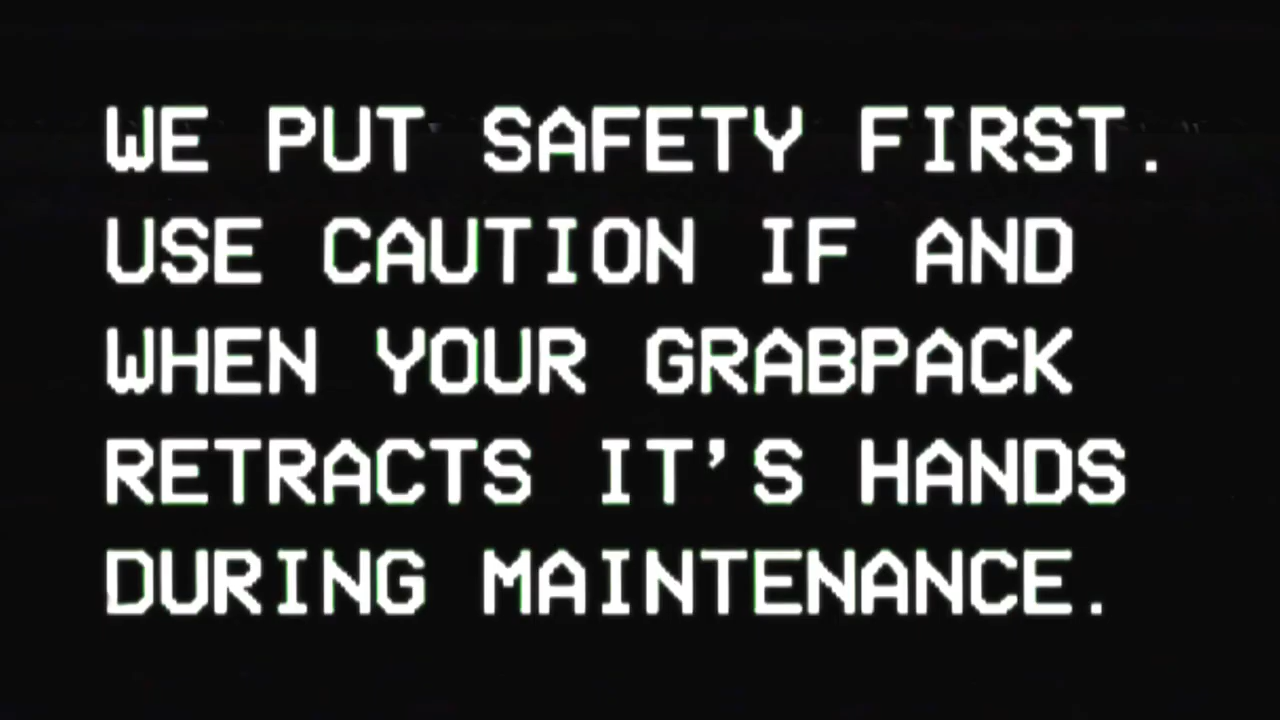 WE PUT SAFETY FIRST.
USE CAUTION IF AND
WHEN YOUR GRABPACK
RETRACTS IT’S HANDS
DURING MAINTENANCE.